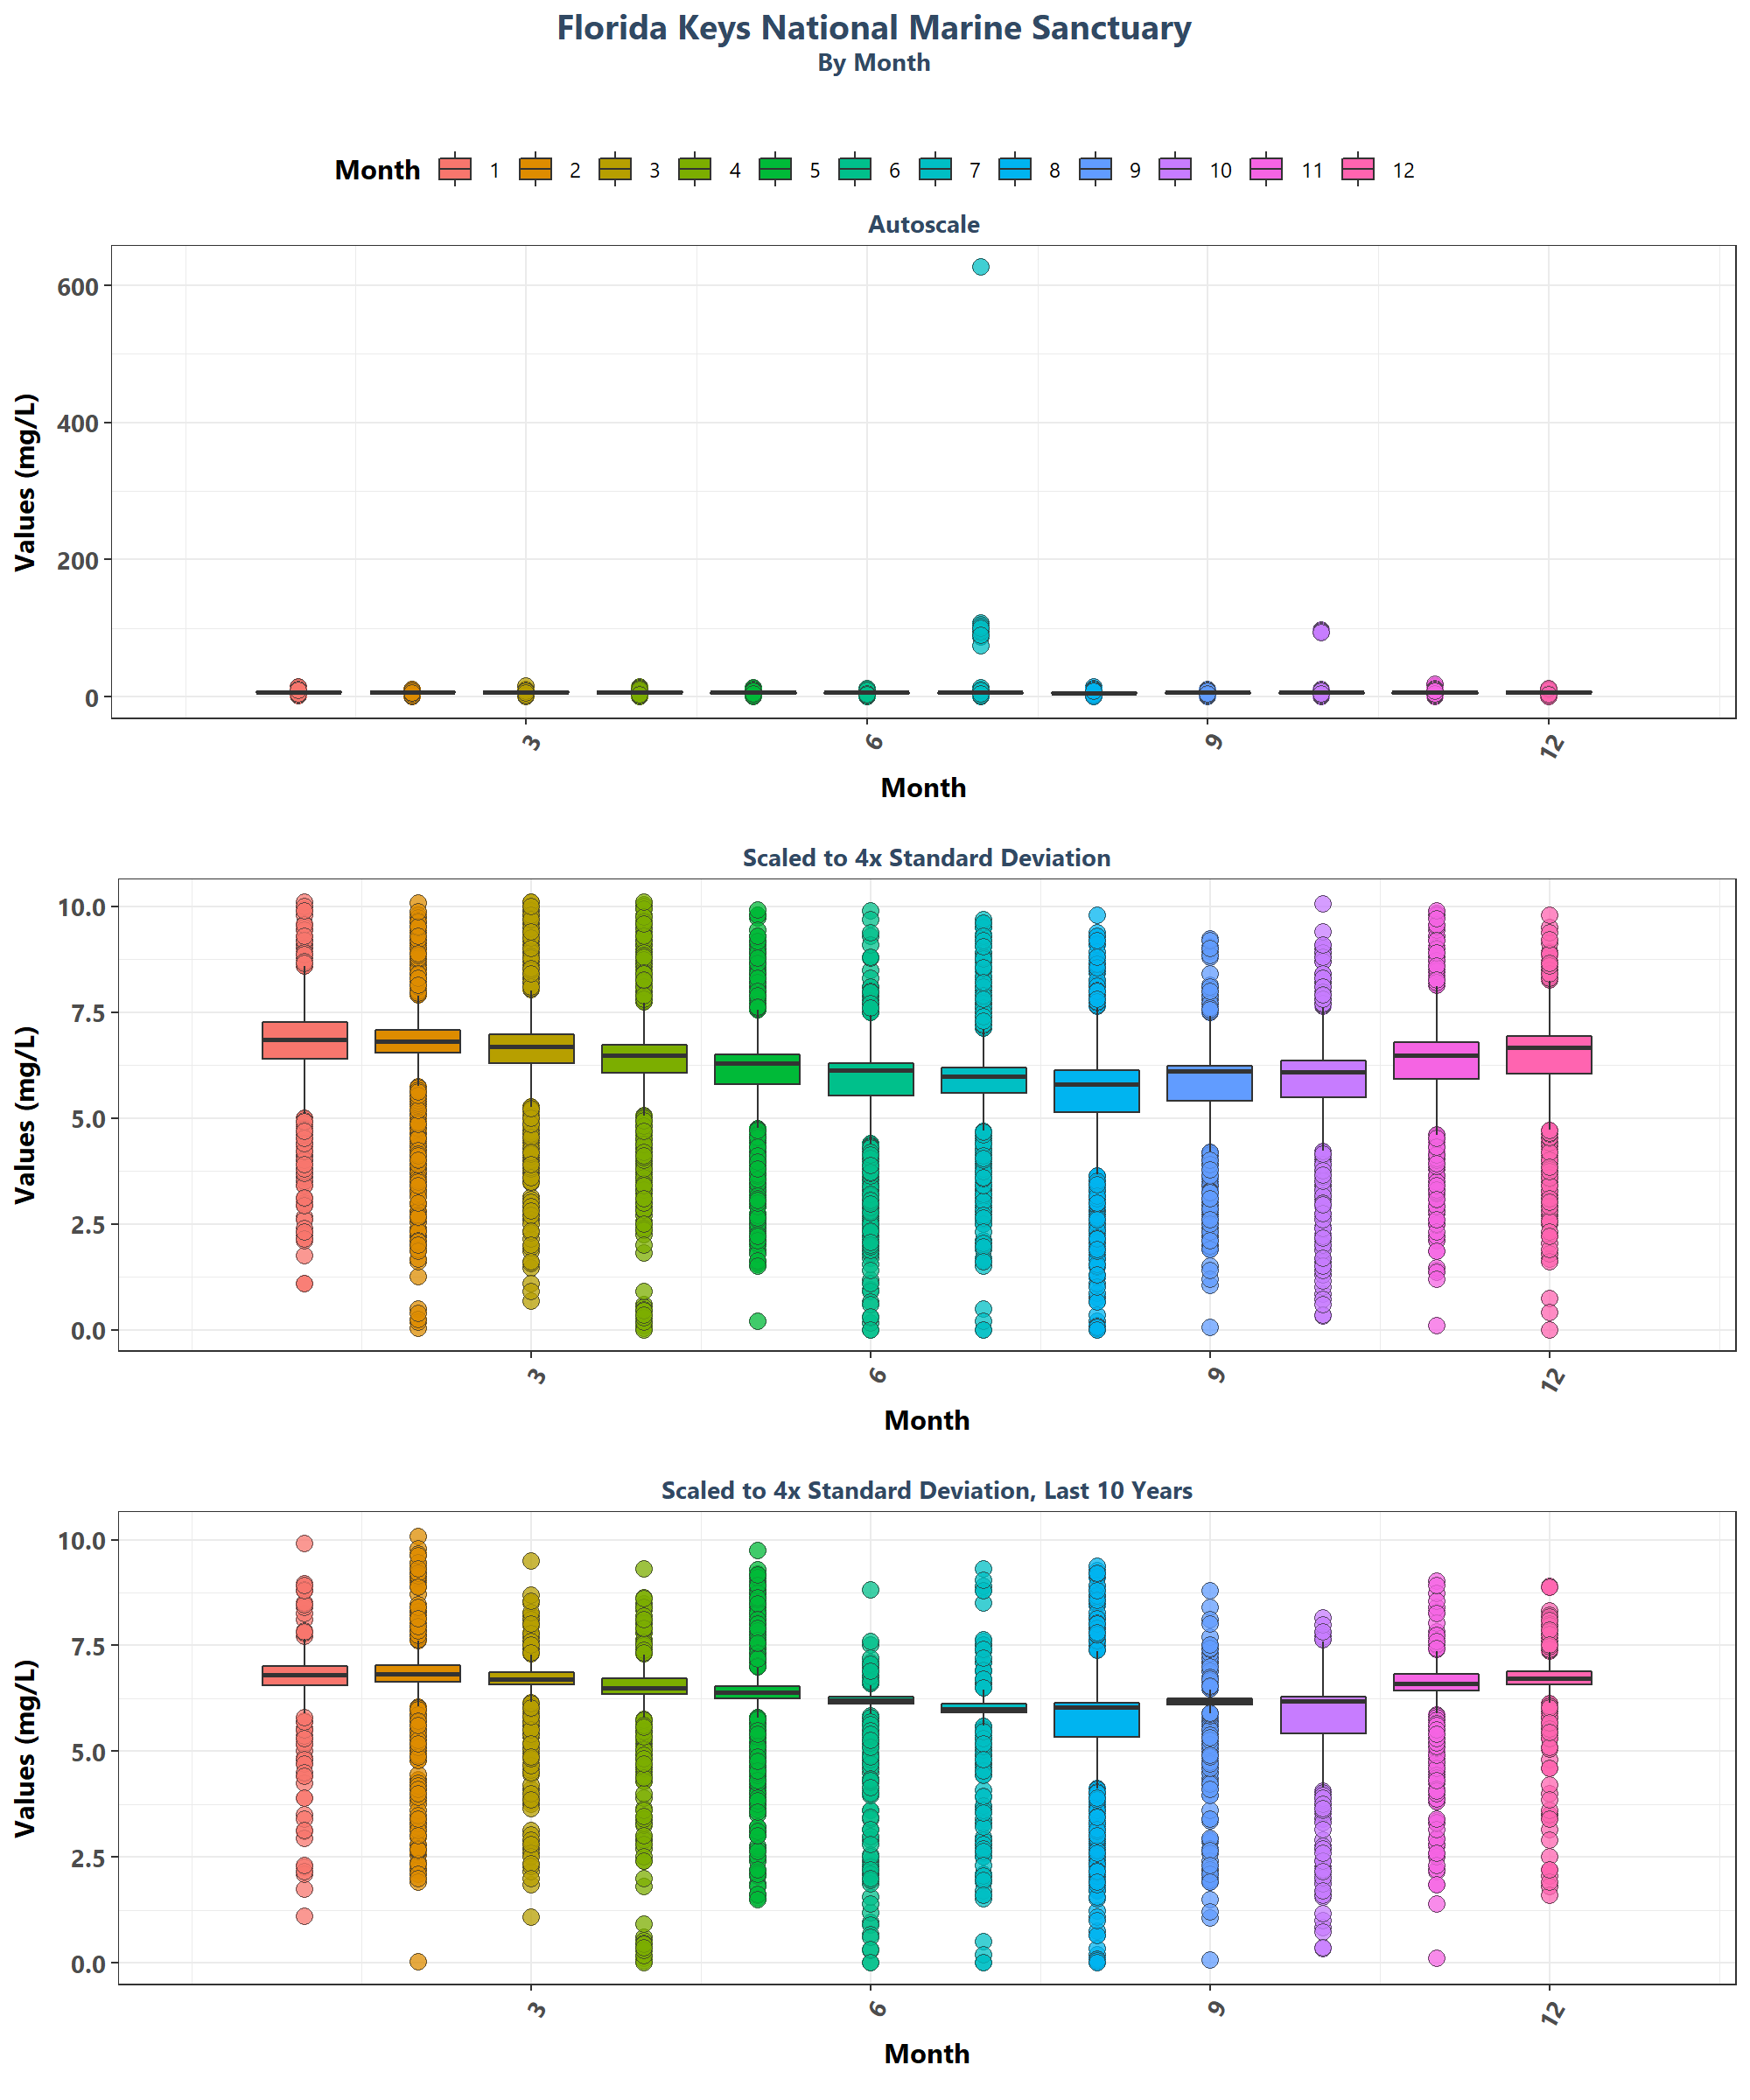 Florida Keys National Marine Sanctuary
By Month
Month 1 2 3 4 5 6 7 8 9 10 11 12
Autoscale
600
400
200
0
Values (mg/L)
3 6 9 12
Month
Scaled to 4x Standard Deviation
10.0
7.5
5.0
2.5
0.0
Values (mg/L)
3 6 9 12
Month
Scaled to 4x Standard Deviation, Last 10 Years
10.0
7.5
5.0
2.5
0.0
Values (mg/L)
3 6 9 12
Month